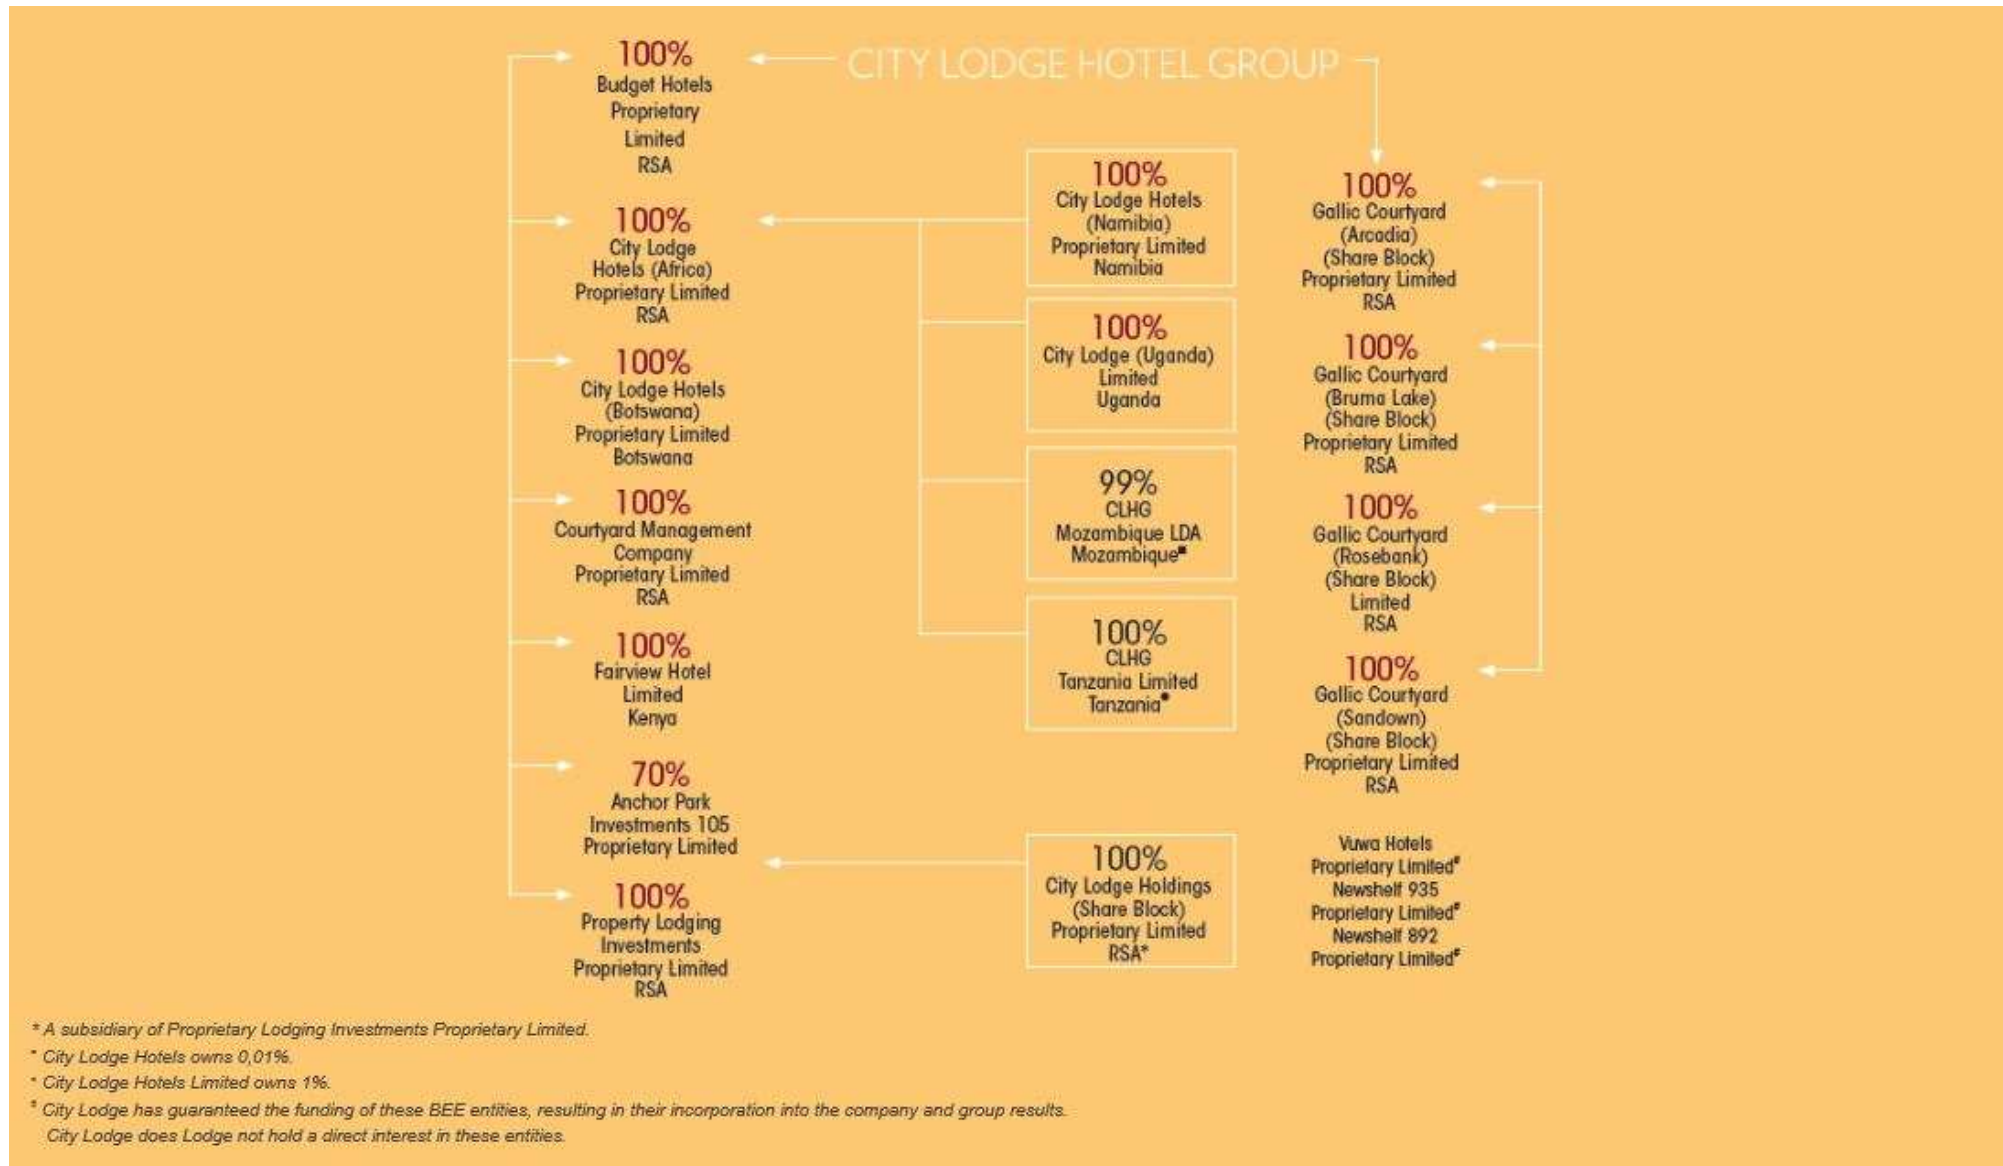 CITY LODGE HOTEL GROUP
100%
Budget Hotels
Proprietary
Limited
RSA
100%
City Lodge
Hotels (Africa)
Proprietary Limited
RSA
100%
City Lodge Hotels
(Botswana)
Proprietary Limited
Botswana
100%
Courtyard Management
Company
Proprietary Limited
RSA
100%
Fairview Hotel
Limited
Kenya
70%
Anchor Park
Investments 105
Proprietary Limited
100%
Property Lodging
Investments
Proprietary Limited
RSA
100%
City Lodge Hotels
(Namibia)
Proprietary Limited
Namibia
100%
City Lodge (Uganda)
Limited
Uganda
99%
CLHG
Mozambique LDA
Mozambique▪
100%
CLHG
Tanzania Limited
Tanzania•
100%
City Lodge Holdings
(Share Block)
Proprietary Limited
RSA*
100%
Gallic Courtyard
(Arcadia)
(Share Block)
Proprietary Limited
RSA
100%
Gallic Courtyard
(Bruma Lake)
(Share Block)
Proprietary Limited
RSA
100%
Gallic Courtyard
(Rosebank)
(Share Block)
Limited
RSA
100%
Gallic Courtyard
(Sandown)
(Share Block)
Proprietary Limited
RSA
Vuwa Hotels
Proprietary Limited#
Newshelf 935
Proprietary Limited#
Newshelf 892
Proprietary Limited#
* A subsidiary of Proprietary Lodging Investments Proprietary Limited.
• City Lodge Hotels owns 0,01%.
▪ City Lodge Hotels Limited owns 1%.
# City Lodge has guaranteed the funding of these BEE entities, resulting in their incorporation into the company and group results.
City Lodge does Lodge not hold a direct interest in these entities.